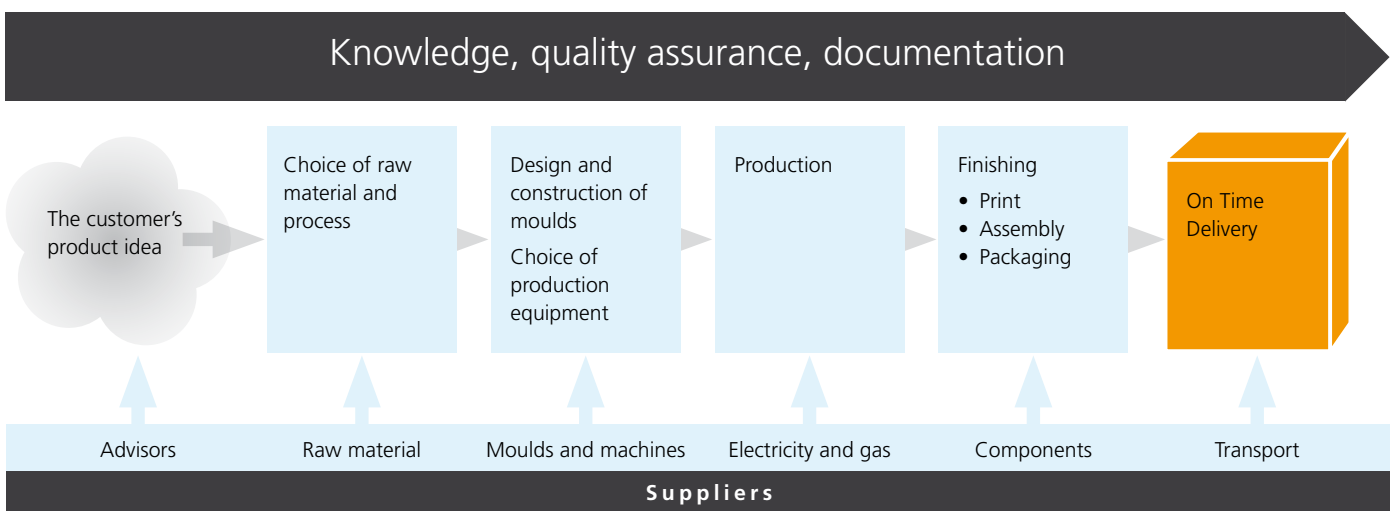 Knowledge, quality assurance, documentation
The customer's
product idea
Choice of raw
material and
process
Design and
construction of
moulds
Choice of
production
equipment
Production
Finishing
• Print
• Assembly
• Packaging
On Time
Delivery
Advisors
Raw material
Moulds and machines
Electricity and gas
Components
Transport
Suppliers